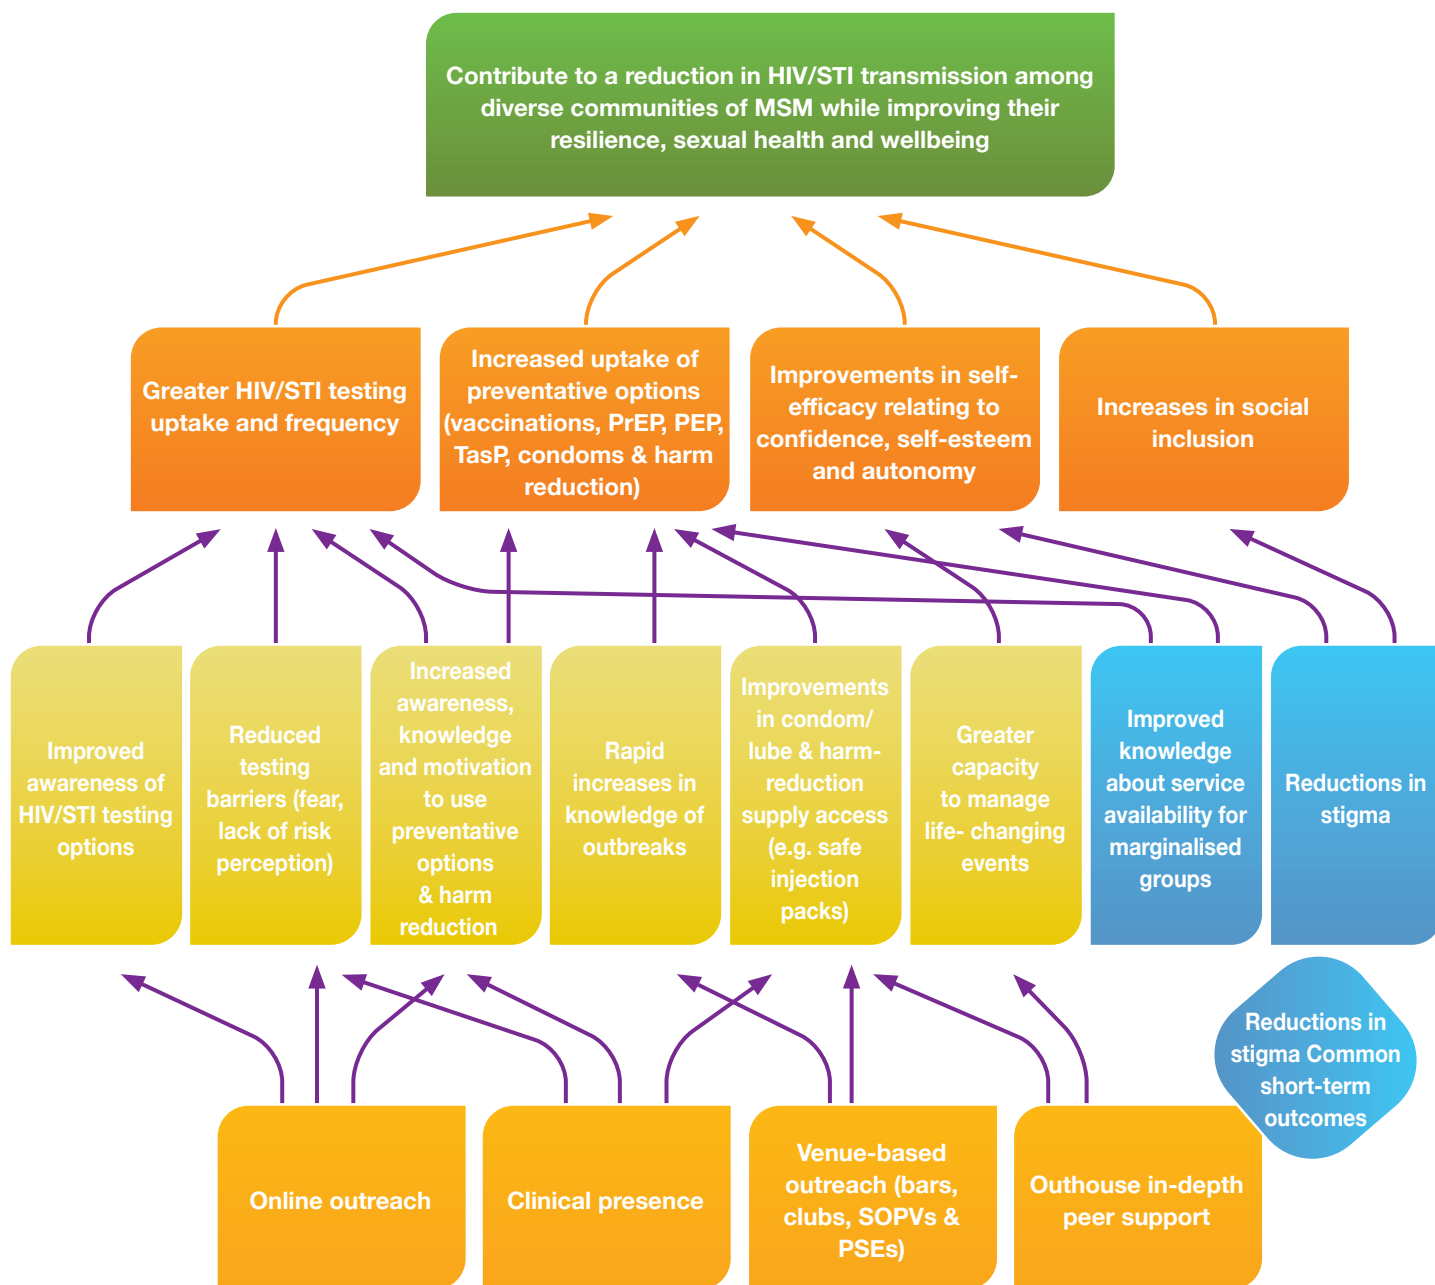 Contribute to a reduction in HIV/STI transmission among
diverse communities of MSM while improving their
resilience, sexual health and wellbeing
Greater HIV/STI testing
uptake and frequency
Increased uptake of
preventative options
(vaccinations, PrEP, PEP,
TasP, condoms & harm
reduction)
Improvements in self-
efficacy relating to
confidence, self-esteem
and autonomy
Increases in social
inclusion
Improved
awareness of
HIV/STI testing
options
Reduced
testing
barriers (fear,
lack of risk
perception)
Increased
awareness,
knowledge
and motivation
to use
preventative
options
& harm
reduction
Rapid
increases in
knowledge of
outbreaks
Improvements
in condom/
lube & harm-
reduction
supply access
(e.g. safe
injection
packs)
Greater
capacity
to manage
life- changing
events
Improved
knowledge
about service
availability for
marginalised
groups
Reductions in
stigma
Reductions in
stigma Common
short-term
outcomes
Online outreach
Clinical presence
Venue-based
outreach (bars,
clubs, SOPVs &
PSEs)
Outhouse in-depth
peer support